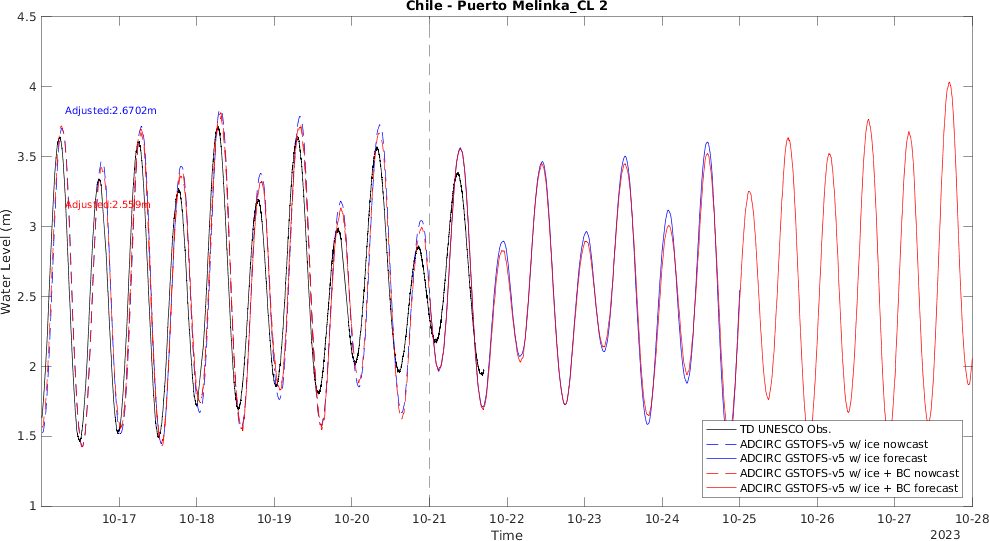 Chile - Puerto Melinka_CL 2
4.5
4
3.5
3
2.5
2
1.5
1
Water Level (m)
Adjusted:2.6702m
Adjusted:2.559m
TD UNESCO Obs.
ADCIRC GSTOFS-v5 w/ ice nowcast
ADCIRC GSTOFS-v5 w/ ice forecast
ADCIRC GSTOFS-v5 w/ ice + BC nowcast
ADCIRC GSTOFS-v5 w/ ice + BC forecast
10-17 10-18 10-19 10-20 10-21 10-22 10-23 10-24 10-25 10-26 10-27 10-28
Time
2023